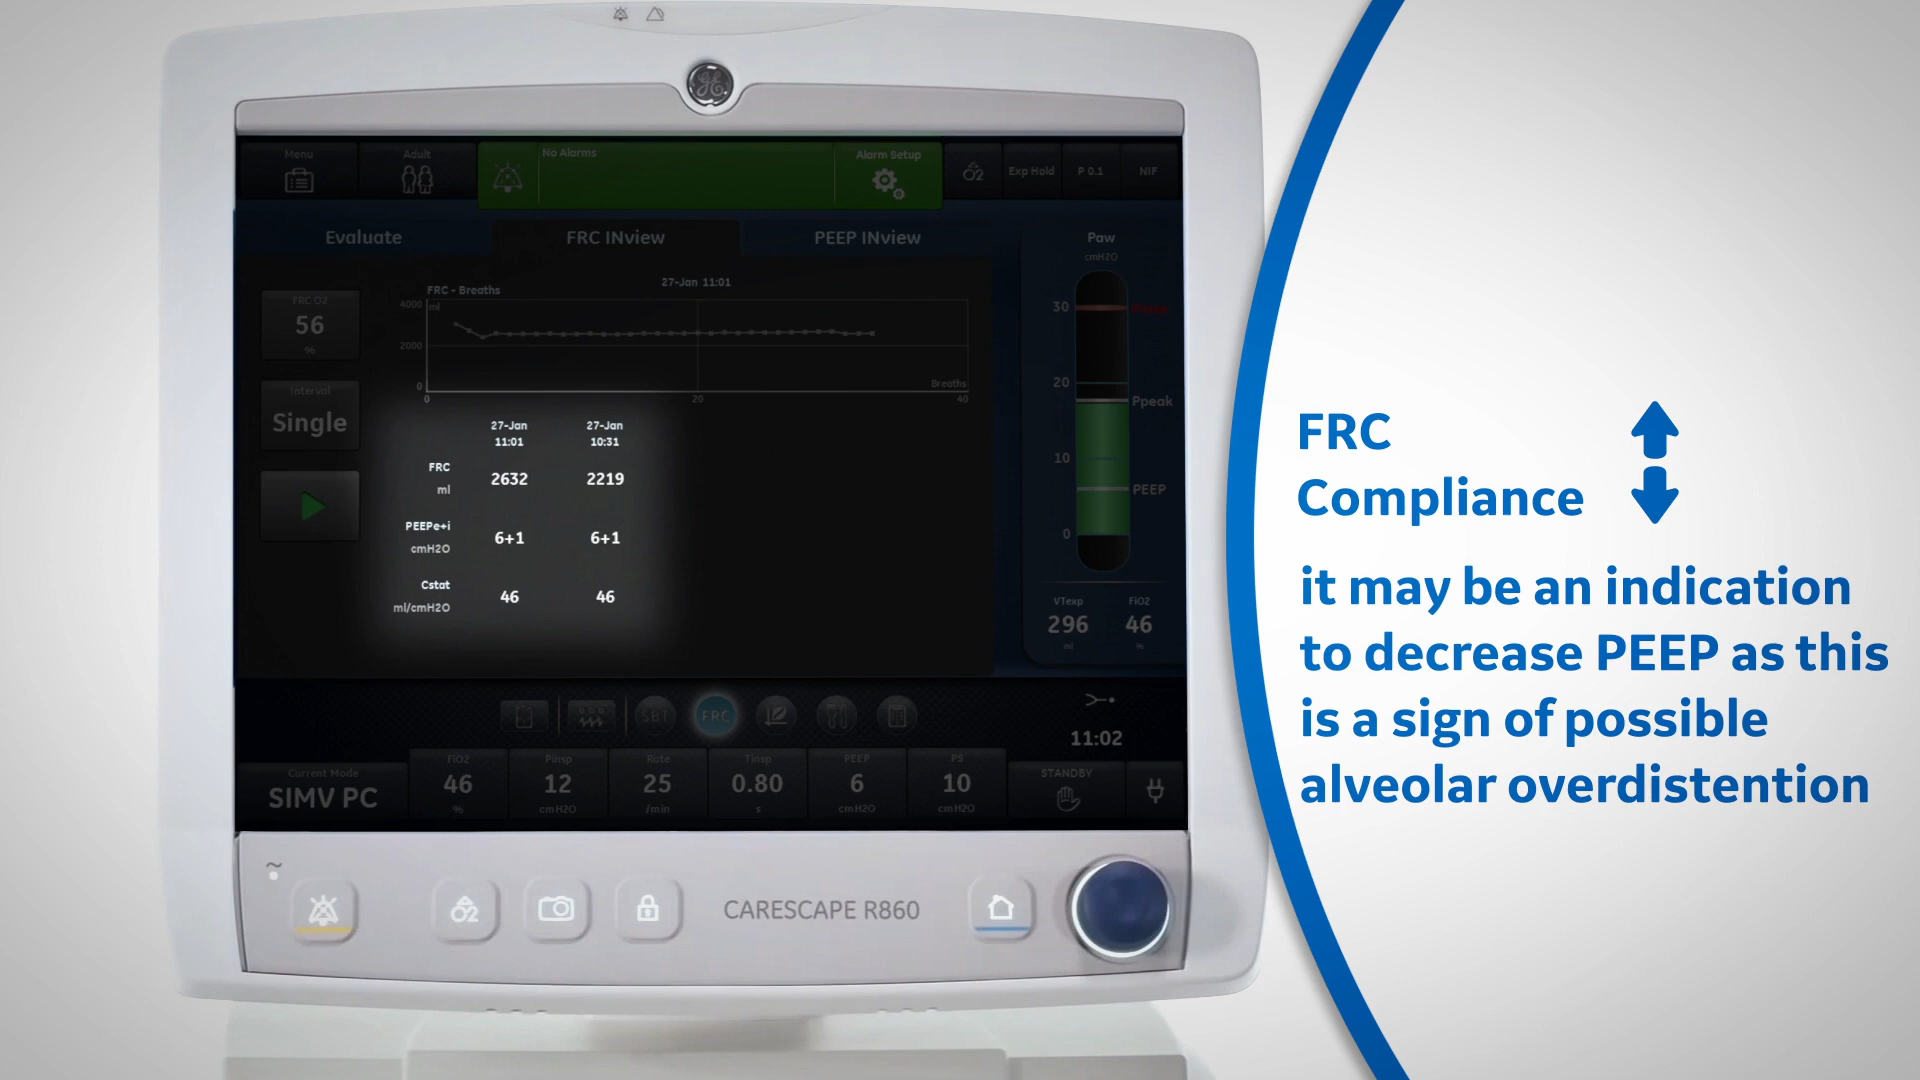 Menu
Adult
No Alarms
Alarm Setup
O2
Exp Hold
P 0.1
NIF
Evaluate
FRC INview
PEEP INview
Paw
cmH2O
FRC O2
56
%
Interval
Single
FRC - Breaths
27-Jan 11:01
ml
4000
2000
0
0
20
40
Breaths
27-Jan
11:01
27-Jan
10:31
FRC
ml
2632
2219
PEEPe+i
cmH2O
6+1
6+1
Cstat
ml/cmH2O
46
46
30
20
Ppeak
10
PEEP
0
VTexp
296
ml
FiO2
46
%
SBT
FRC
11:02
Current Mode
SIMV PC
FiO2
46
%
Pinsp
12
cmH2O
Rate
25
/min
Tinsp
0.80
s
PEEP
6
cmH2O
PS
10
cmH2O
STANDBY
O2
CARESCAPE R860
FRC
Compliance
it may be an indication
to decrease PEEP as this
is a sign of possible
alveolar overdistention